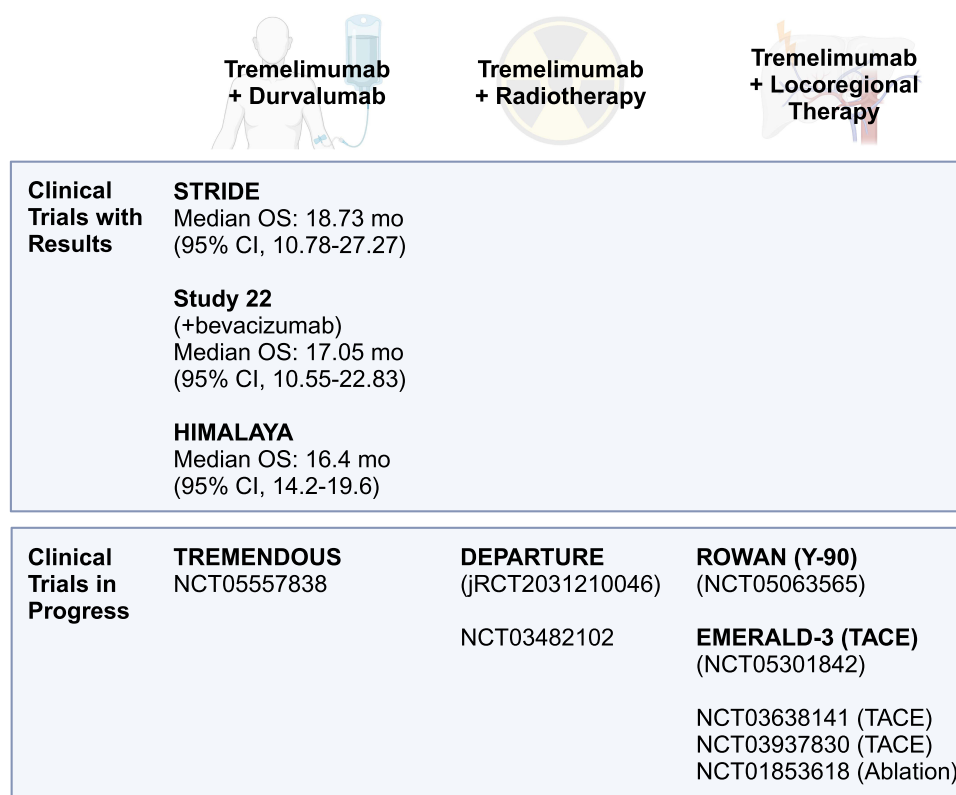 Tremelimumab
+ Durvalumab
Tremelimumab
+ Radiotherapy
Tremelimumab
+ Locoregional
Therapy
Clinical
Trials with
Results
STRIDE
Median OS: 18.73 mo
(95% CI, 10.78-27.27)
Study 22
(+bevacizumab)
Median OS: 17.05 mo
(95% CI, 10.55-22.83)
HIMALAYA
Median OS: 16.4 mo
(95% CI, 14.2-19.6)
Clinical
Trials in
Progress
TREMENDOUS
NCT05557838
DEPARTURE
(jRCT2031210046)
NCT03482102
ROWAN (Y-90)
(NCT05063565)
EMERALD-3 (TACE)
(NCT05301842)
NCT03638141 (TACE)
NCT03937830 (TACE)
NCT01853618 (Ablation)